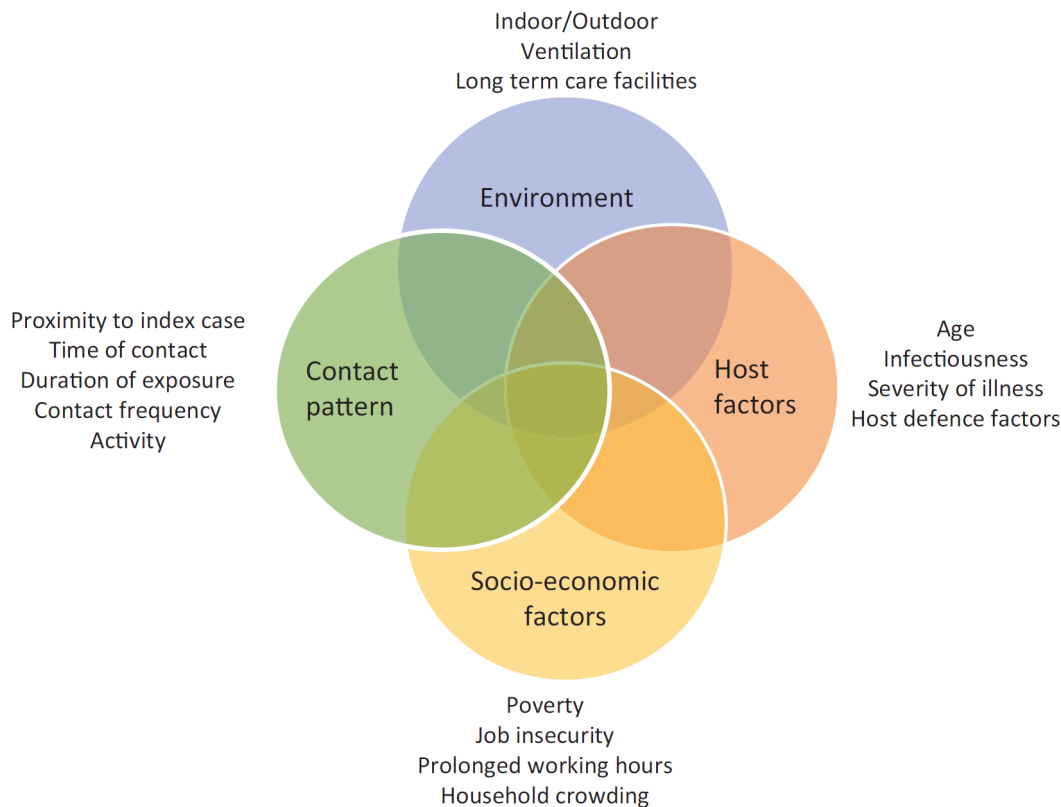 Indoor/Outdoor
Ventilation
Long term care facilities
Environment
Proximity to index case
Time of contact
Duration of exposure
Contact frequency
Activity
Contact
pattern
Host
factors
Age
Infectiousness
Severity of illness
Host defence factors
Socio-economic
factors
Poverty
Job insecurity
Prolonged working hours
Household crowding